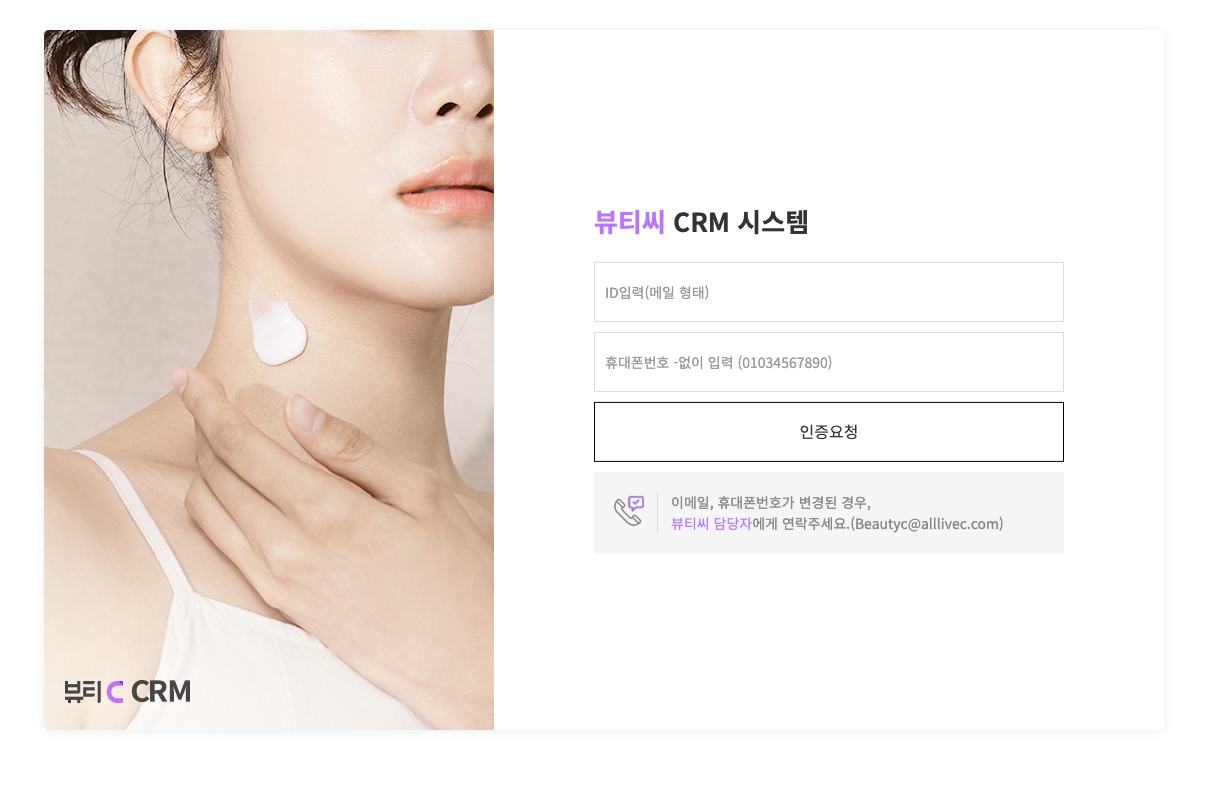 뷰티씨 CRM 시스템
ID입력(메일 형태)
휴대폰번호 -없이 입력 (01034567890)
인증요청
이메일, 휴대폰번호가 변경된 경우,
뷰티씨 담당자에게 연락주세요.(Beautyc@alllivec.com)
뷰티C CRM